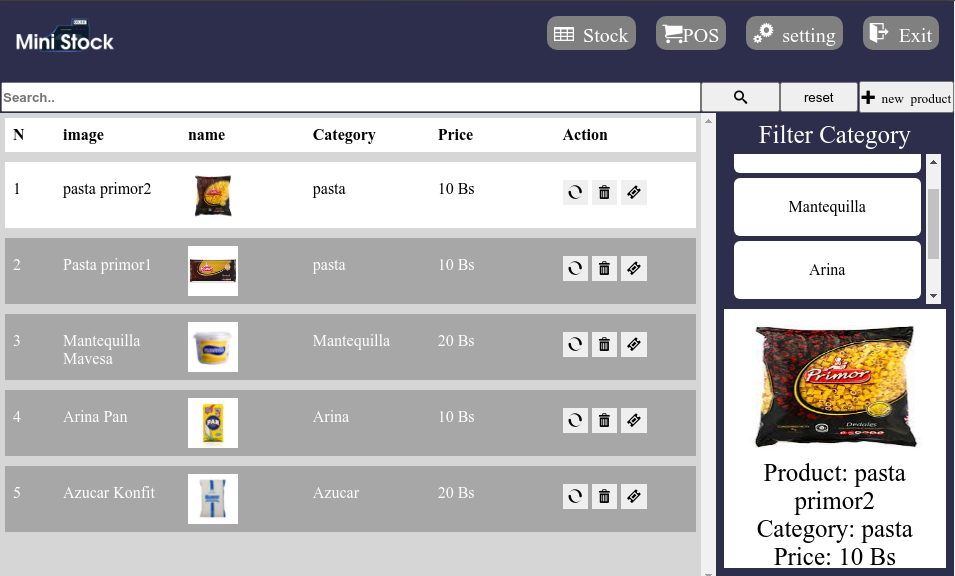 Mini Stock
Stock
POS
setting
Exit
Search..
reset
new product
N image name Category Price Action
1 pasta primor2 pasta 10 Bs
2 Pasta primor1 pasta 10 Bs
3 Mantequilla Mantequilla 20 Bs
Mavesa
4 Arina Pan Arina 10 Bs
5 Azucar Konfit Azucar 20 Bs
Filter Category
Mantequilla
Arina
Primor
Dedales
Product: pasta
primor2
Category: pasta
Price: 10 Bs